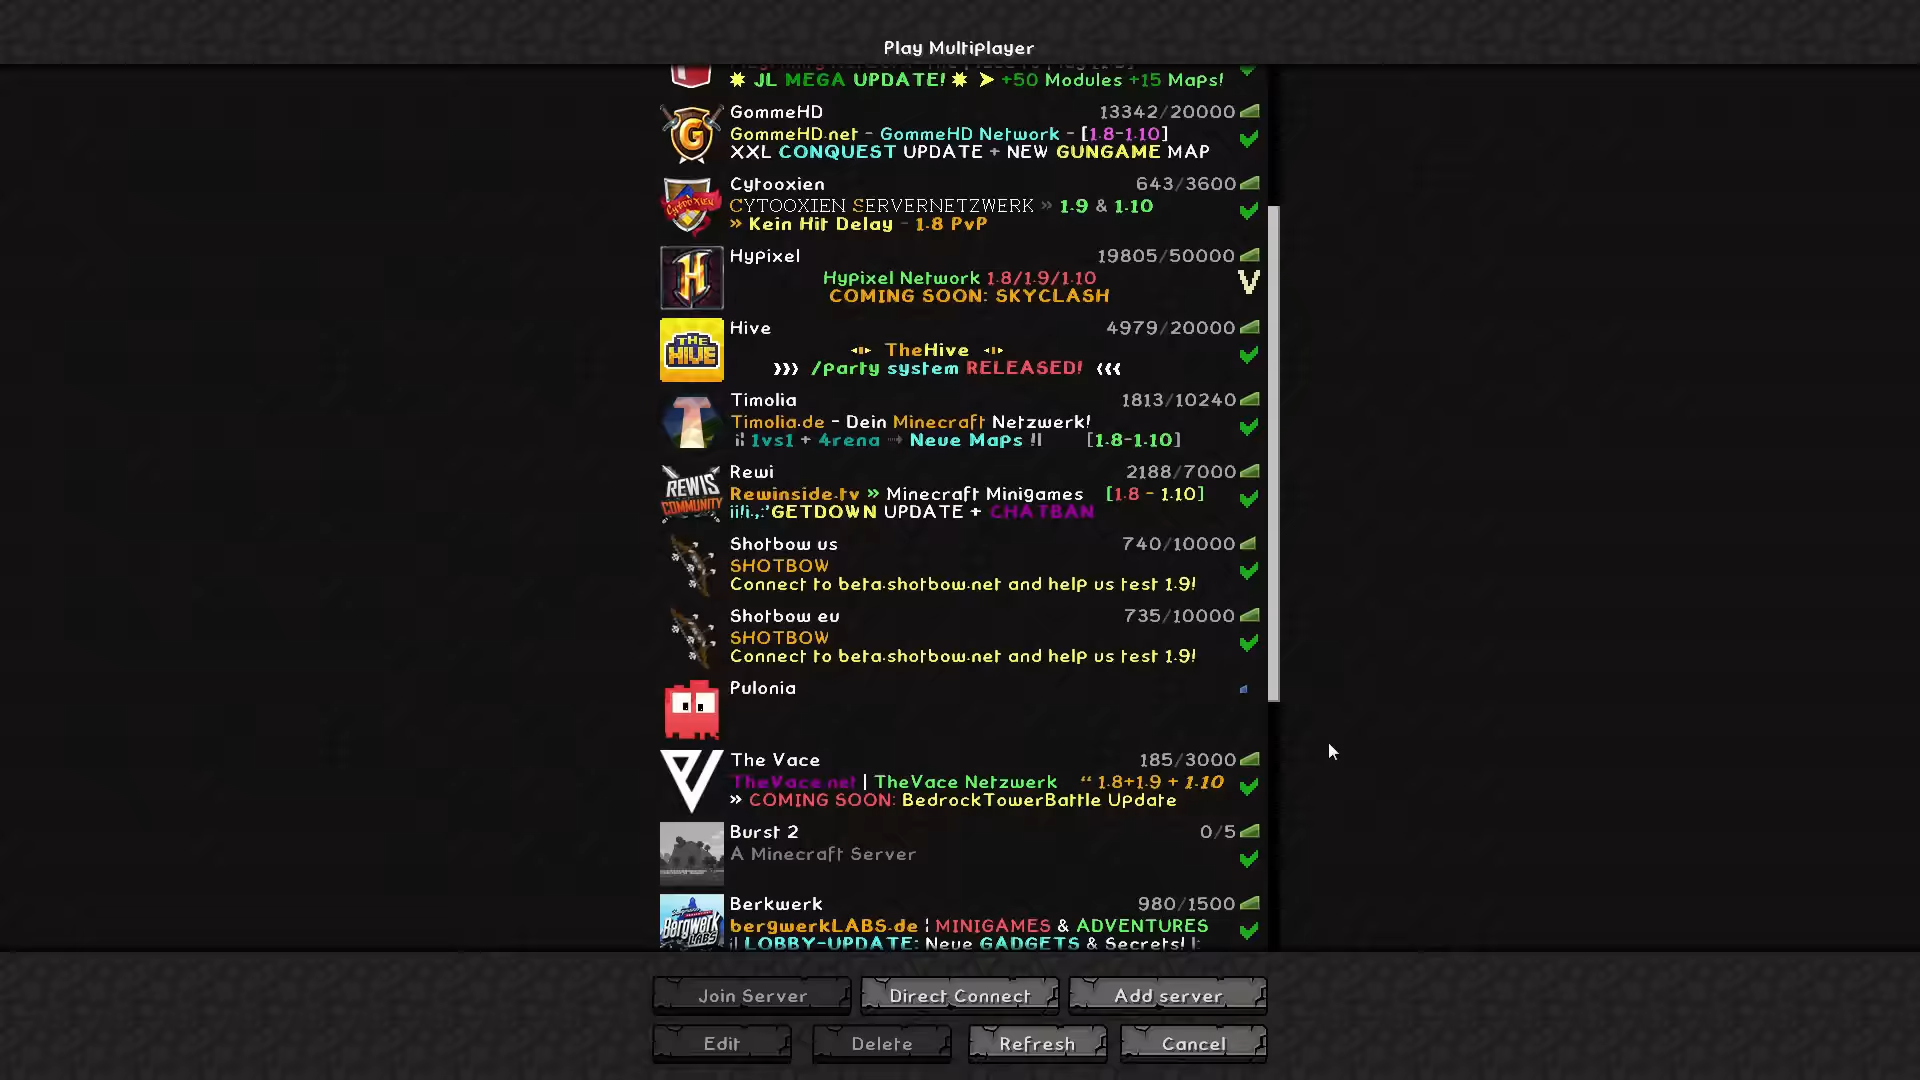 Play Multiplayer
✸ JL MEGA UPDATE! ✸ ➤ +50 Modules +15 Maps!
GommeHD 13342/20000
GommeHD.net - GommeHD Network - [1.8-1.10]
XXL CONQUEST UPDATE + NEW GUNGAME MAP
Cytooxien 643/3600
CYTOOXIEN SERVERNETZWERK » 1.9 & 1.10
» Kein Hit Delay - 1.8 PvP
Hypixel 19805/50000
Hypixel Network 1.8/1.9/1.10
COMING SOON: SKYCLASH
Hive 4979/20000
THE HIVE
TheHive
/party system RELEASED!
Timolia 1813/10240
Timolia.de - Dein Minecraft Netzwerk!
1vs1 + 4rena → Neue Maps [1.8-1.10]
Rewi 2188/7000
REWIS COMMUNITY
Rewinside.tv » Minecraft Minigames [1.8 - 1.10]
GETDOWN UPDATE + CHATBAN
Shotbow us 740/10000
SHOTBOW
Connect to beta.shotbow.net and help us test 1.9!
Shotbow eu 735/10000
SHOTBOW
Connect to beta.shotbow.net and help us test 1.9!
Pulonia
The Vace 185/3000
TheVace.net | TheVace Netzwerk “ 1.8+1.9 + 1.10
» COMING SOON: BedrockTowerBattle Update
Burst 2 0/5
A Minecraft Server
Berkwerk 980/1500
Bergwerk LABS
bergwerkLABS.de ¦ MINIGAMES & ADVENTURES
LOBBY-UPDATE: Neue GADGETS & Secrets!
Join Server Direct Connect Add server
Edit Delete Refresh Cancel